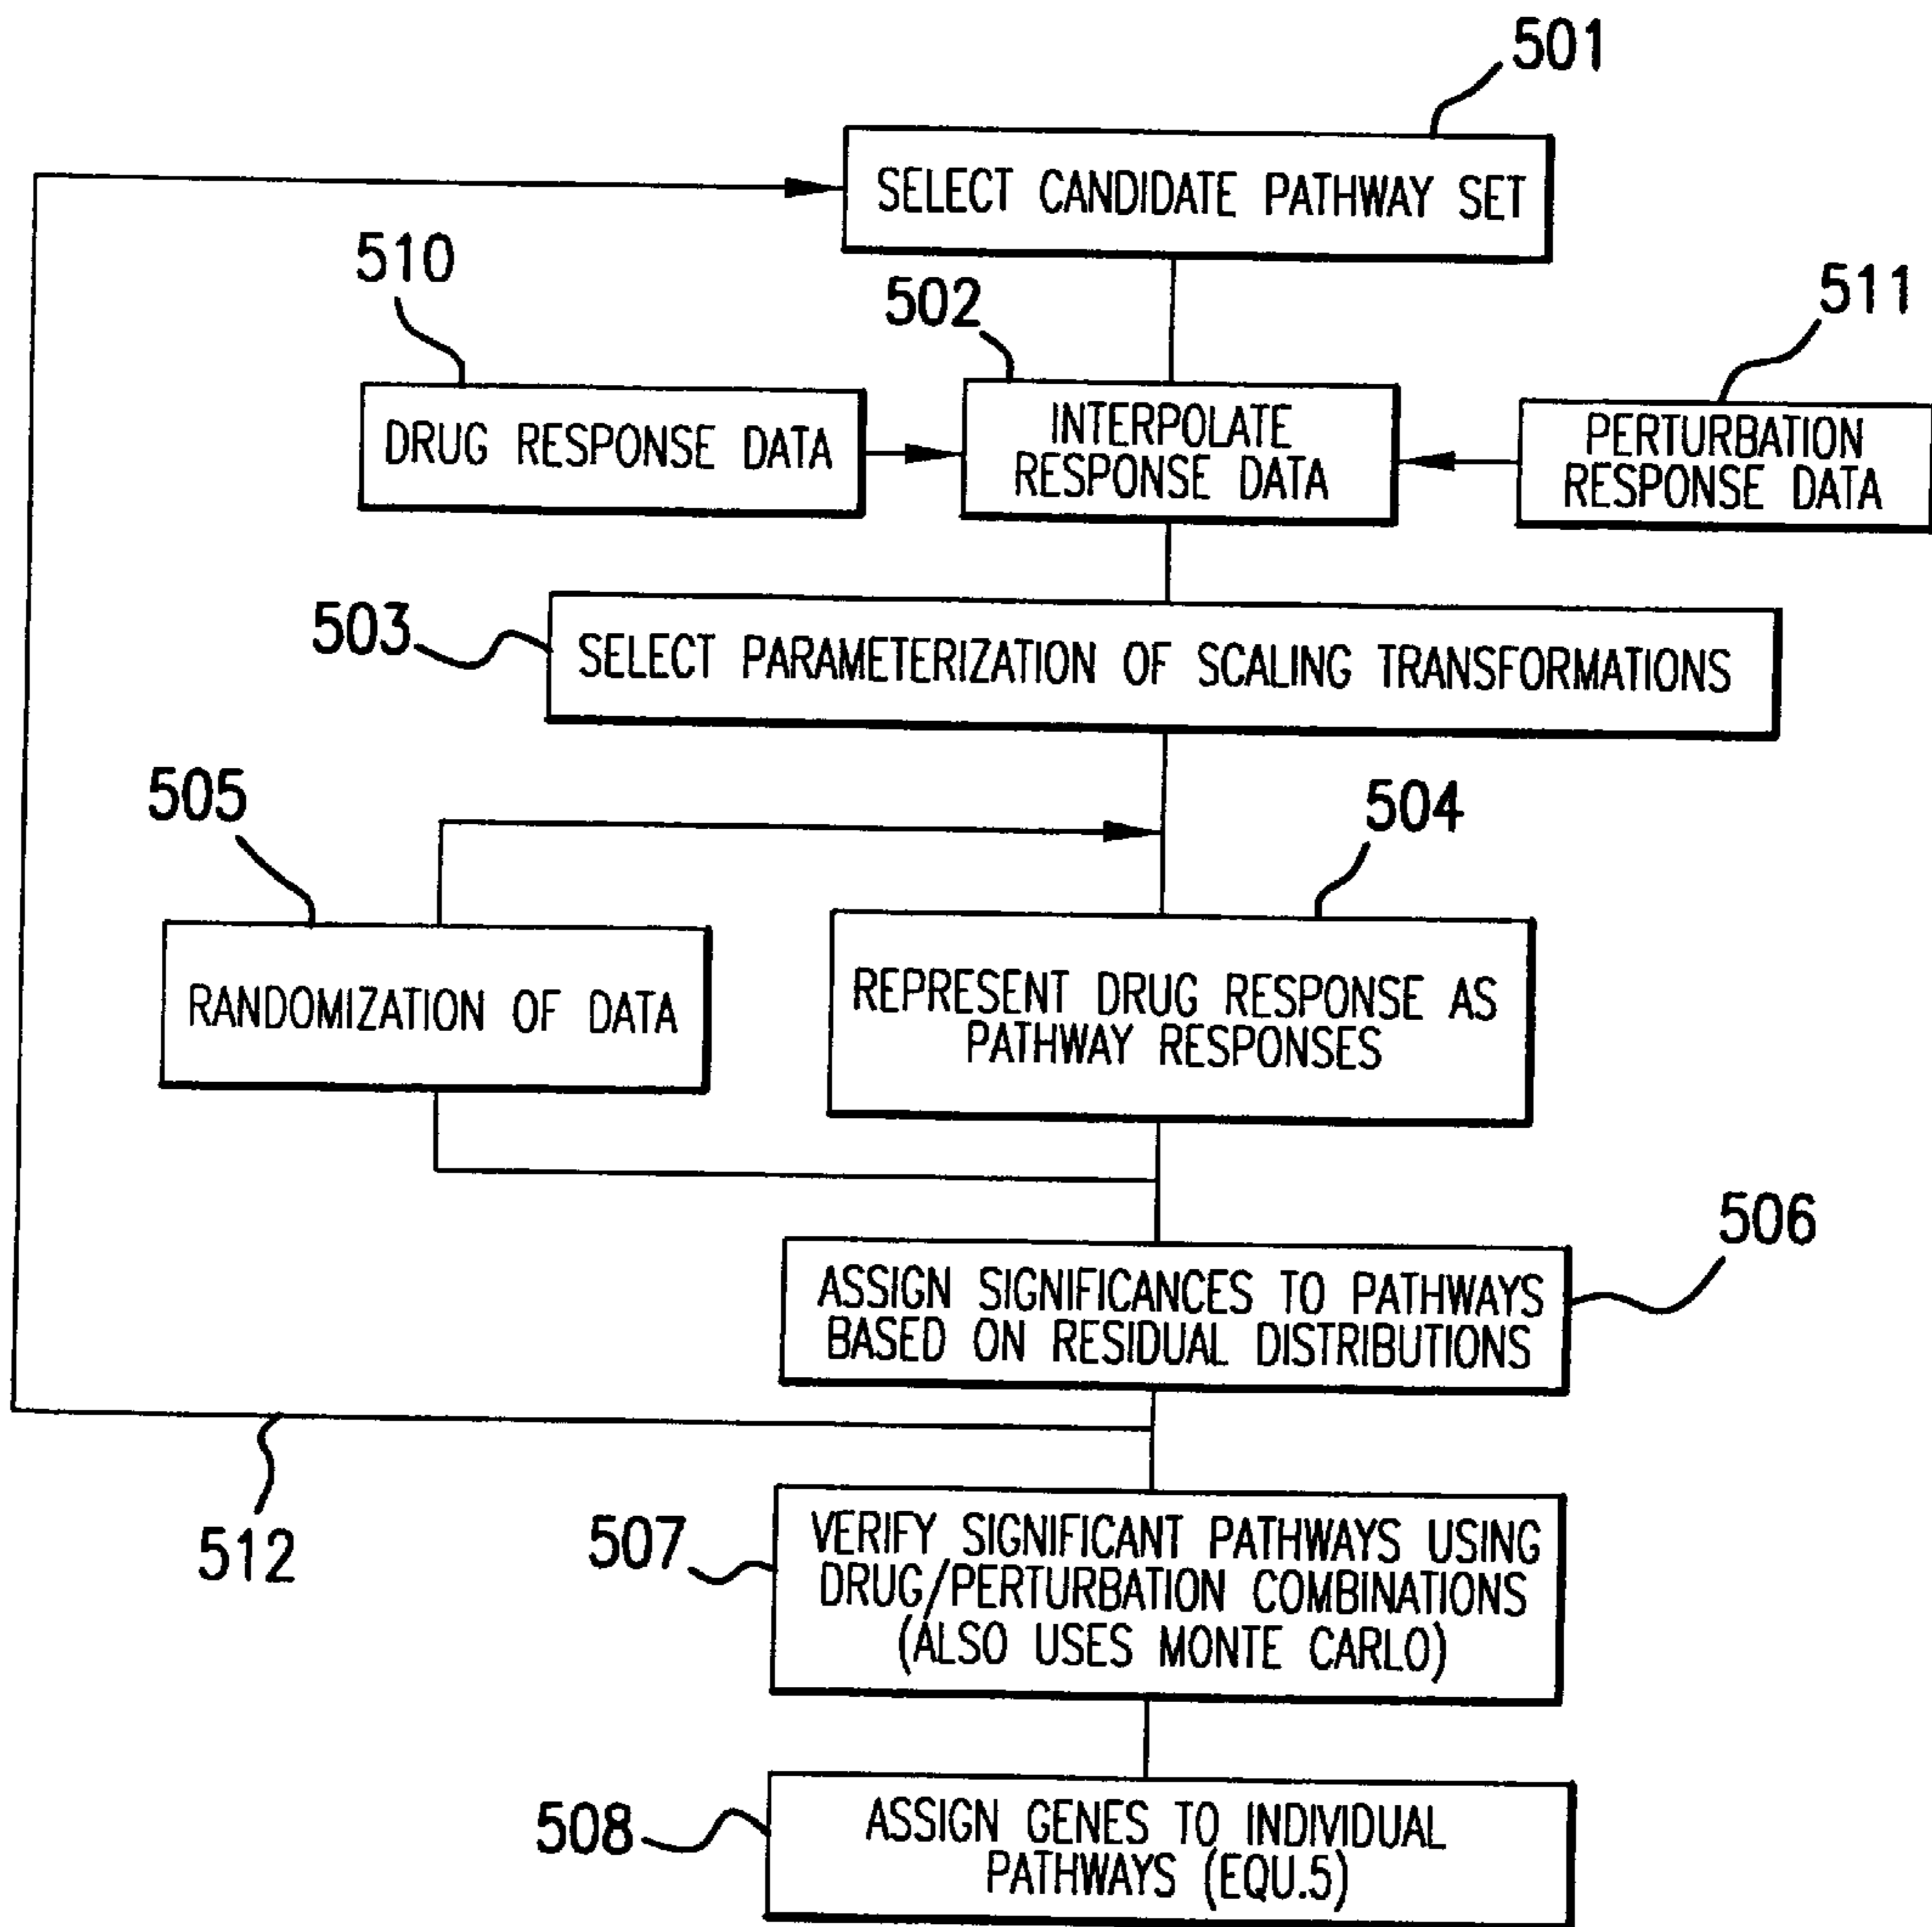 501
SELECT CANDIDATE PATHWAY SET
510
502
511
DRUG RESPONSE DATA
INTERPOLATE
RESPONSE DATA
PERTURBATION
RESPONSE DATA
503
SELECT PARAMETERIZATION OF SCALING TRANSFORMATIONS
505
504
RANDOMIZATION OF DATA
REPRESENT DRUG RESPONSE AS
PATHWAY RESPONSES
506
ASSIGN SIGNIFICANCES TO PATHWAYS
BASED ON RESIDUAL DISTRIBUTIONS
512
507
VERIFY SIGNIFICANT PATHWAYS USING
DRUG/PERTURBATION COMBINATIONS
(ALSO USES MONTE CARLO)
508
ASSIGN GENES TO INDIVIDUAL
PATHWAYS (EQU.5)